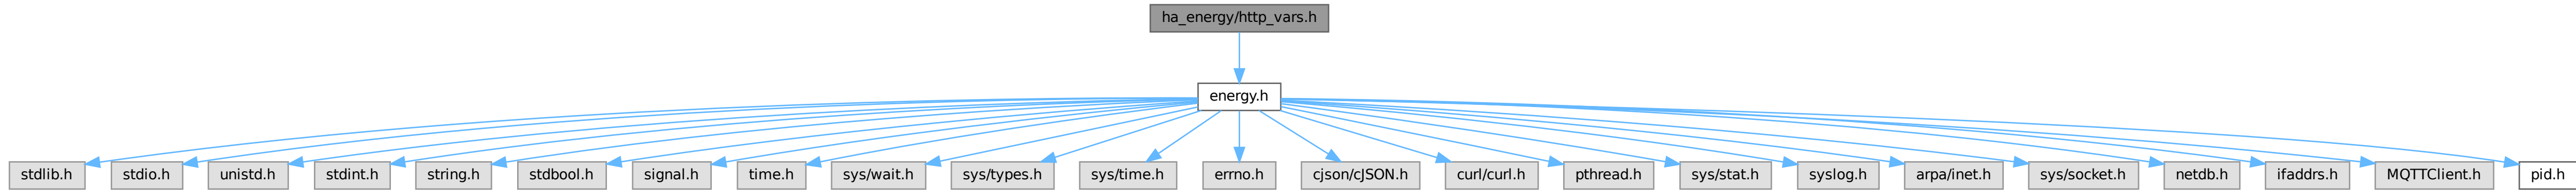 ha_energy/http_vars.h
energy.h
stdlib.h
stdio.h
unistd.h
stdint.h
string.h
stdbool.h
signal.h
time.h
sys/wait.h
sys/types.h
sys/time.h
errno.h
cjson/cJSON.h
curl/curl.h
pthread.h
sys/stat.h
syslog.h
arpa/inet.h
sys/socket.h
netdb.h
ifaddrs.h
MQTTClient.h
pid.h